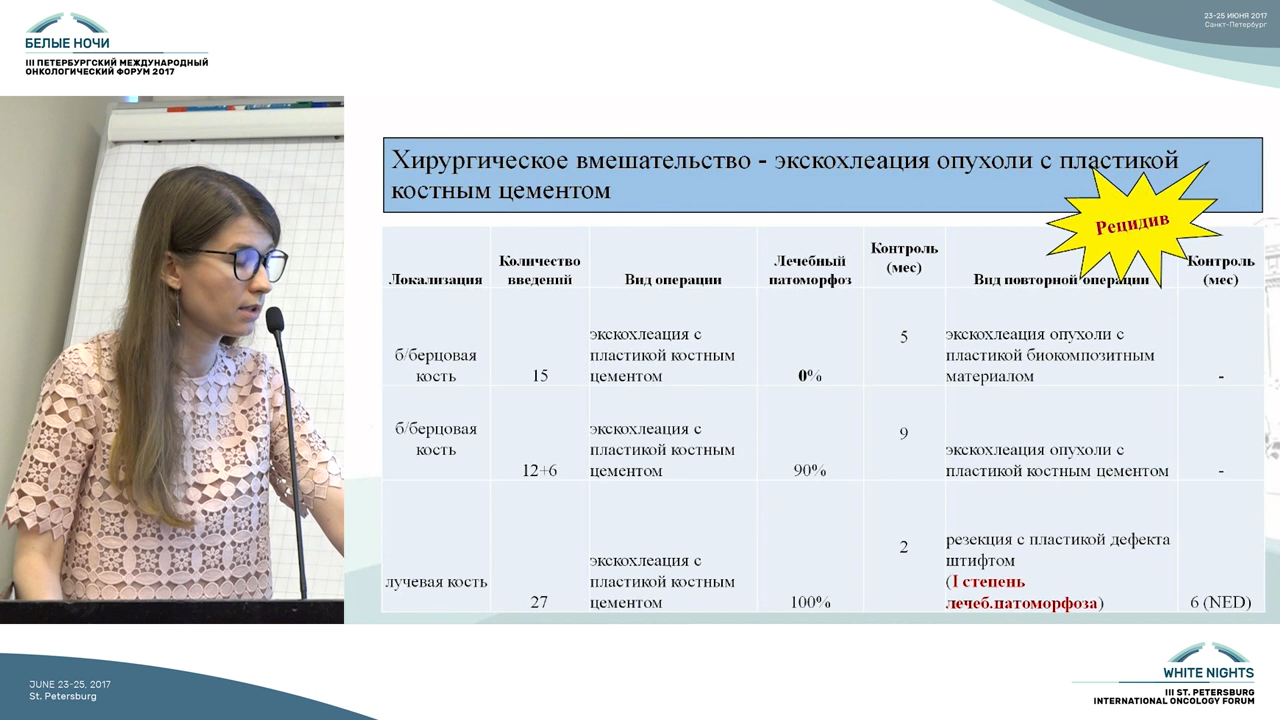 БЕЛЫЕ НОЧИ
III ПЕТЕРБУРГСКИЙ МЕЖДУНАРОДНЫЙ
ОНКОЛОГИЧЕСКИЙ ФОРУМ 2017
23-25 ИЮНЯ 2017
Санкт-Петербург
Хирургическое вмешательство - экскохлеация опухоли с пластикой
костным цементом
Рецидив
Локализация
Количество
введений
Вид операции
Лечебный
патоморфоз
Контроль
(мес)
Вид повторной операции
Контроль
(мес)
б/берцовая
кость
15
экскохлеация с
пластикой костным
цементом
0%
5
экскохлеация опухоли с
пластикой биокомпозитным
материалом
-
б/берцовая
кость
12+6
экскохлеация с
пластикой костным
цементом
90%
9
экскохлеация опухоли с
пластикой костным цементом
-
лучевая кость
27
экскохлеация с
пластикой костным
цементом
100%
2
резекция с пластикой дефекта
штифтом
(I степень
лечеб.патоморфоза)
6 (NED)
JUNE 23-25, 2017
St. Petersburg
WHITE NIGHTS
III ST. PETERSBURG
INTERNATIONAL ONCOLOGY FORUM